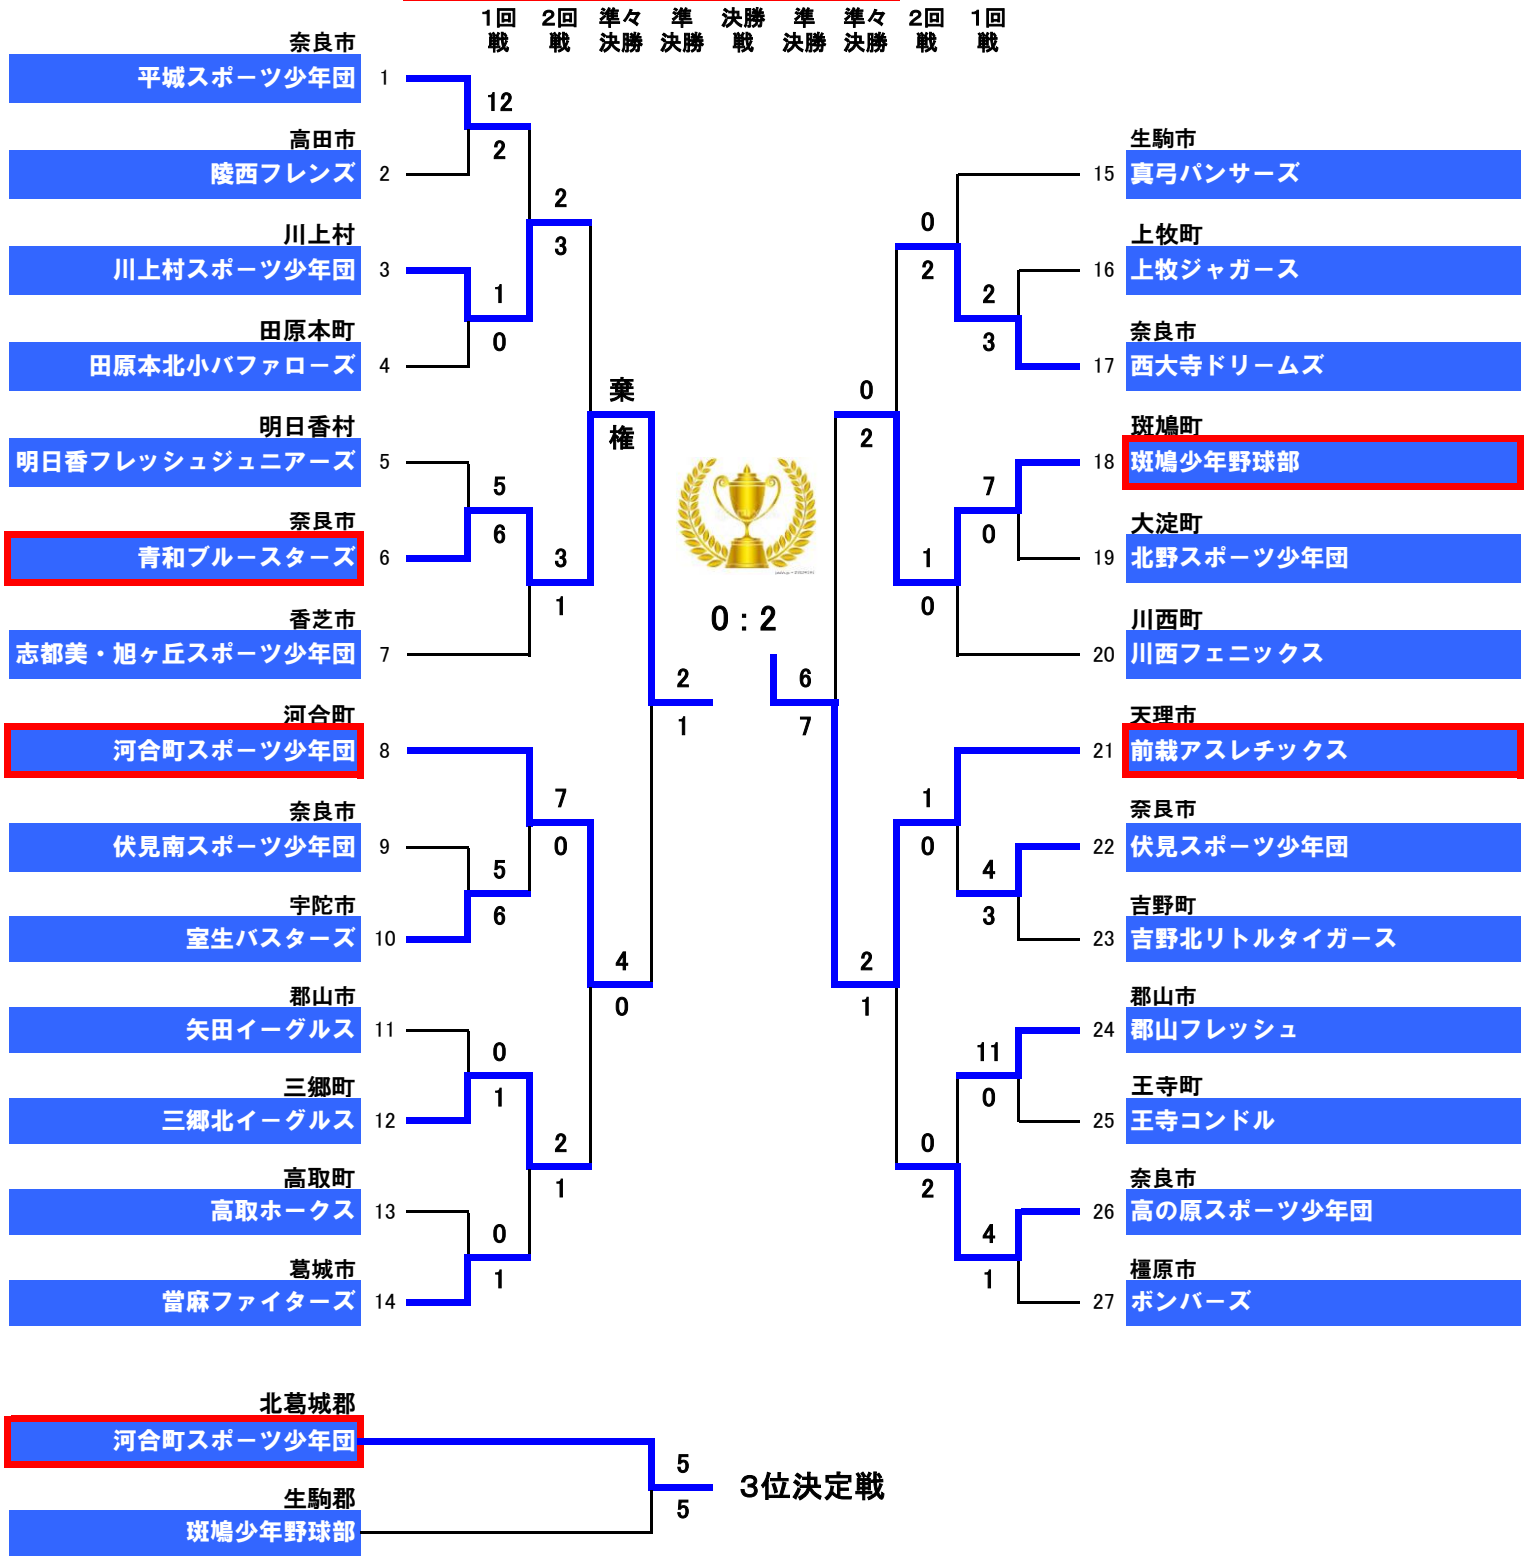 1回戦
2回戦
準々決勝
準決勝
決勝戦
準決勝
準々決勝
2回戦
1回戦
奈良市
平城スポーツ少年団 1
高田市
陵西フレンズ 2
川上村
川上村スポーツ少年団 3
田原本町
田原本北小バファローズ 4
明日香村
明日香フレッシュジュニアーズ 5
奈良市
青和ブルースターズ 6
香芝市
志都美・旭ヶ丘スポーツ少年団 7
河合町
河合町スポーツ少年団 8
奈良市
伏見南スポーツ少年団 9
宇陀市
室生バスターズ 10
郡山市
矢田イーグルス 11
三郷町
三郷北イーグルス 12
高取町
高取ホークス 13
葛城市
當麻ファイターズ 14
12
2
1
0
5
6
5
6
0
1
0
1
2
3
3
1
7
0
2
1
棄
権
4
0
2
1
0 : 2
6
7
0
2
2
1
0
2
1
0
1
0
0
2
2
3
7
0
4
3
11
0
4
1
生駒市
15 真弓パンサーズ
上牧町
16 上牧ジャガース
奈良市
17 西大寺ドリームズ
斑鳩町
18 斑鳩少年野球部
大淀町
19 北野スポーツ少年団
川西町
20 川西フェニックス
天理市
21 前栽アスレチックス
奈良市
22 伏見スポーツ少年団
吉野町
23 吉野北リトルタイガース
郡山市
24 郡山フレッシュ
王寺町
25 王寺コンドル
奈良市
26 高の原スポーツ少年団
橿原市
27 ボンバーズ
北葛城郡
河合町スポーツ少年団
生駒郡
斑鳩少年野球部
5
5
3位決定戦